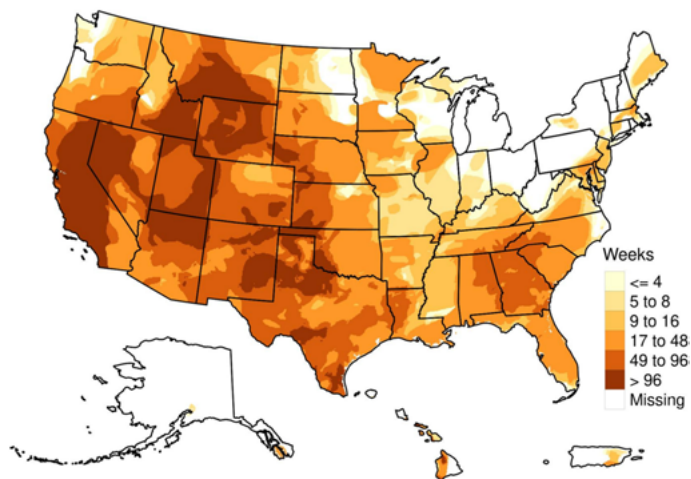 Weeks
<= 4
5 to 8
9 to 16
17 to 48
49 to 96
> 96
Missing